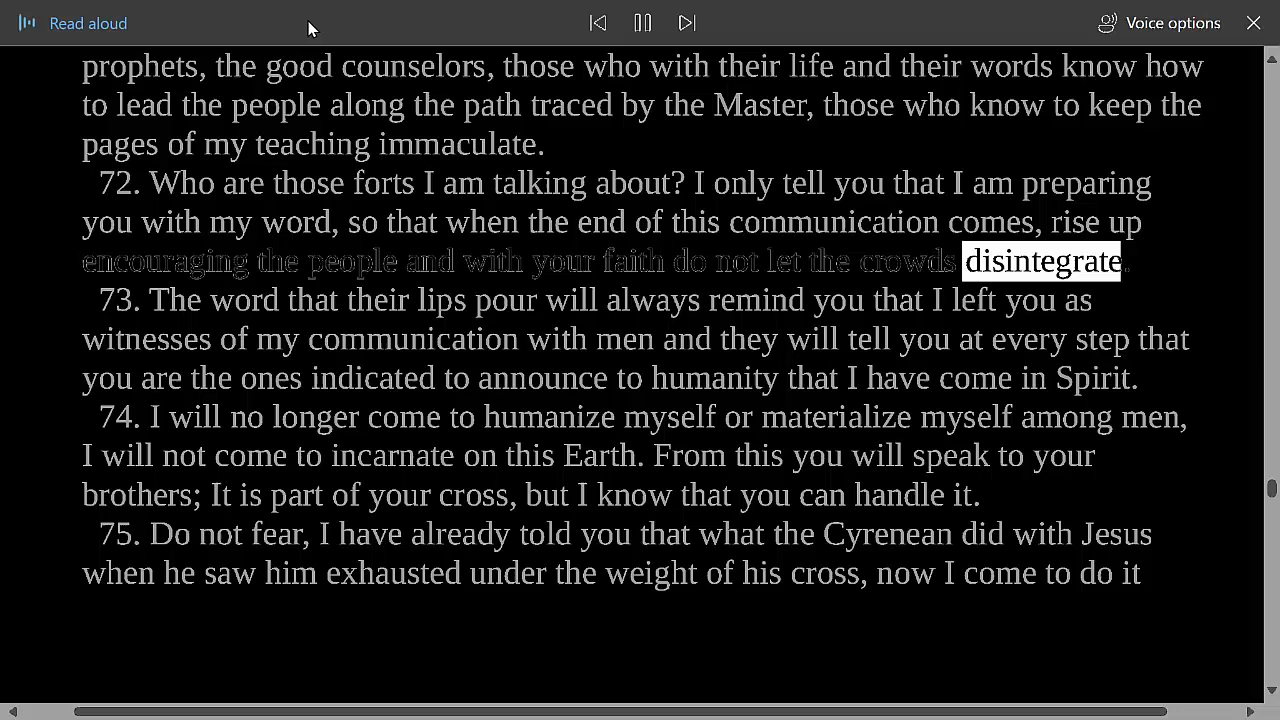 Read aloud
Voice options
prophets, the good counselors, those who with their life and their words know how
to lead the people along the path traced by the Master, those who know to keep the
pages of my teaching immaculate.
72. Who are those forts I am talking about? I only tell you that I am preparing
you with my word, so that when the end of this communication comes, rise up
encouraging the people and with your faith do not let the crowds disintegrate.
73. The word that their lips pour will always remind you that I left you as
witnesses of my communication with men and they will tell you at every step that
you are the ones indicated to announce to humanity that I have come in Spirit.
74. I will no longer come to humanize myself or materialize myself among men,
I will not come to incarnate on this Earth. From this you will speak to your
brothers; It is part of your cross, but I know that you can handle it.
75. Do not fear, I have already told you that what the Cyrenean did with Jesus
when he saw him exhausted under the weight of his cross, now I come to do it